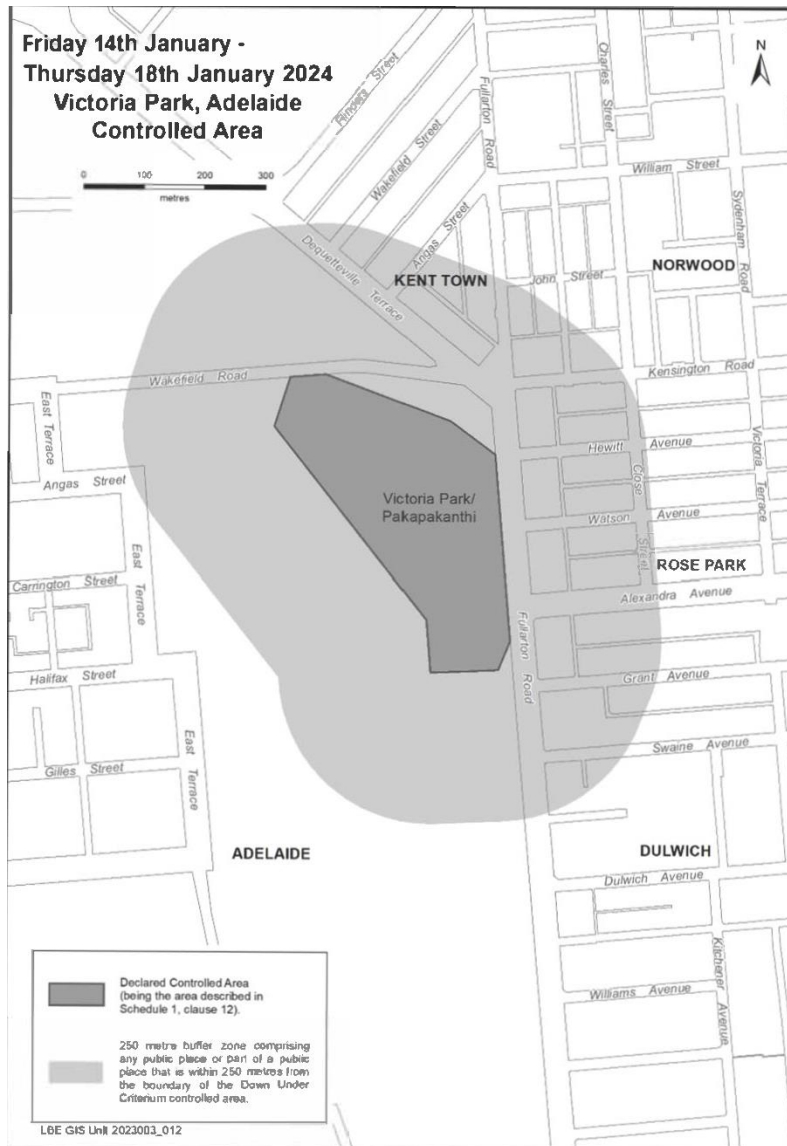 Friday 14th January -
Thursday 18th January 2024
Victoria Park, Adelaide
Controlled Area
N
0 100 200 300
metres
Flinders Street
Wakefield Street
Angas Street
Fullarton Road
Charles Street
William Street
Sydenham Road
Dequetteville Terrace
KENT TOWN
John Street
NORWOOD
Wakefield Road
Kensington Road
East Terrace
Hewitt Avenue
Victoria Terrace
Angas Street
Victoria Park/
Pakapakanthi
Close Street
Watson Avenue
East Terrace
ROSE PARK
Carrington Street
Alexandra Avenue
Fullarton Road
Halifax Street
Grant Avenue
East Terrace
Swaine Avenue
Gilles Street
ADELAIDE
DULWICH
Dulwich Avenue
Kitchener Avenue
Williams Avenue
Declared Controlled Area
(being the area described in
Schedule 1, clause 12).
250 metre buffer zone comprising
any public place or part of a public
place that is within 250 metres from
the boundary of the Down Under
Criterium controlled area.
LBE GIS Unit 2023003_012